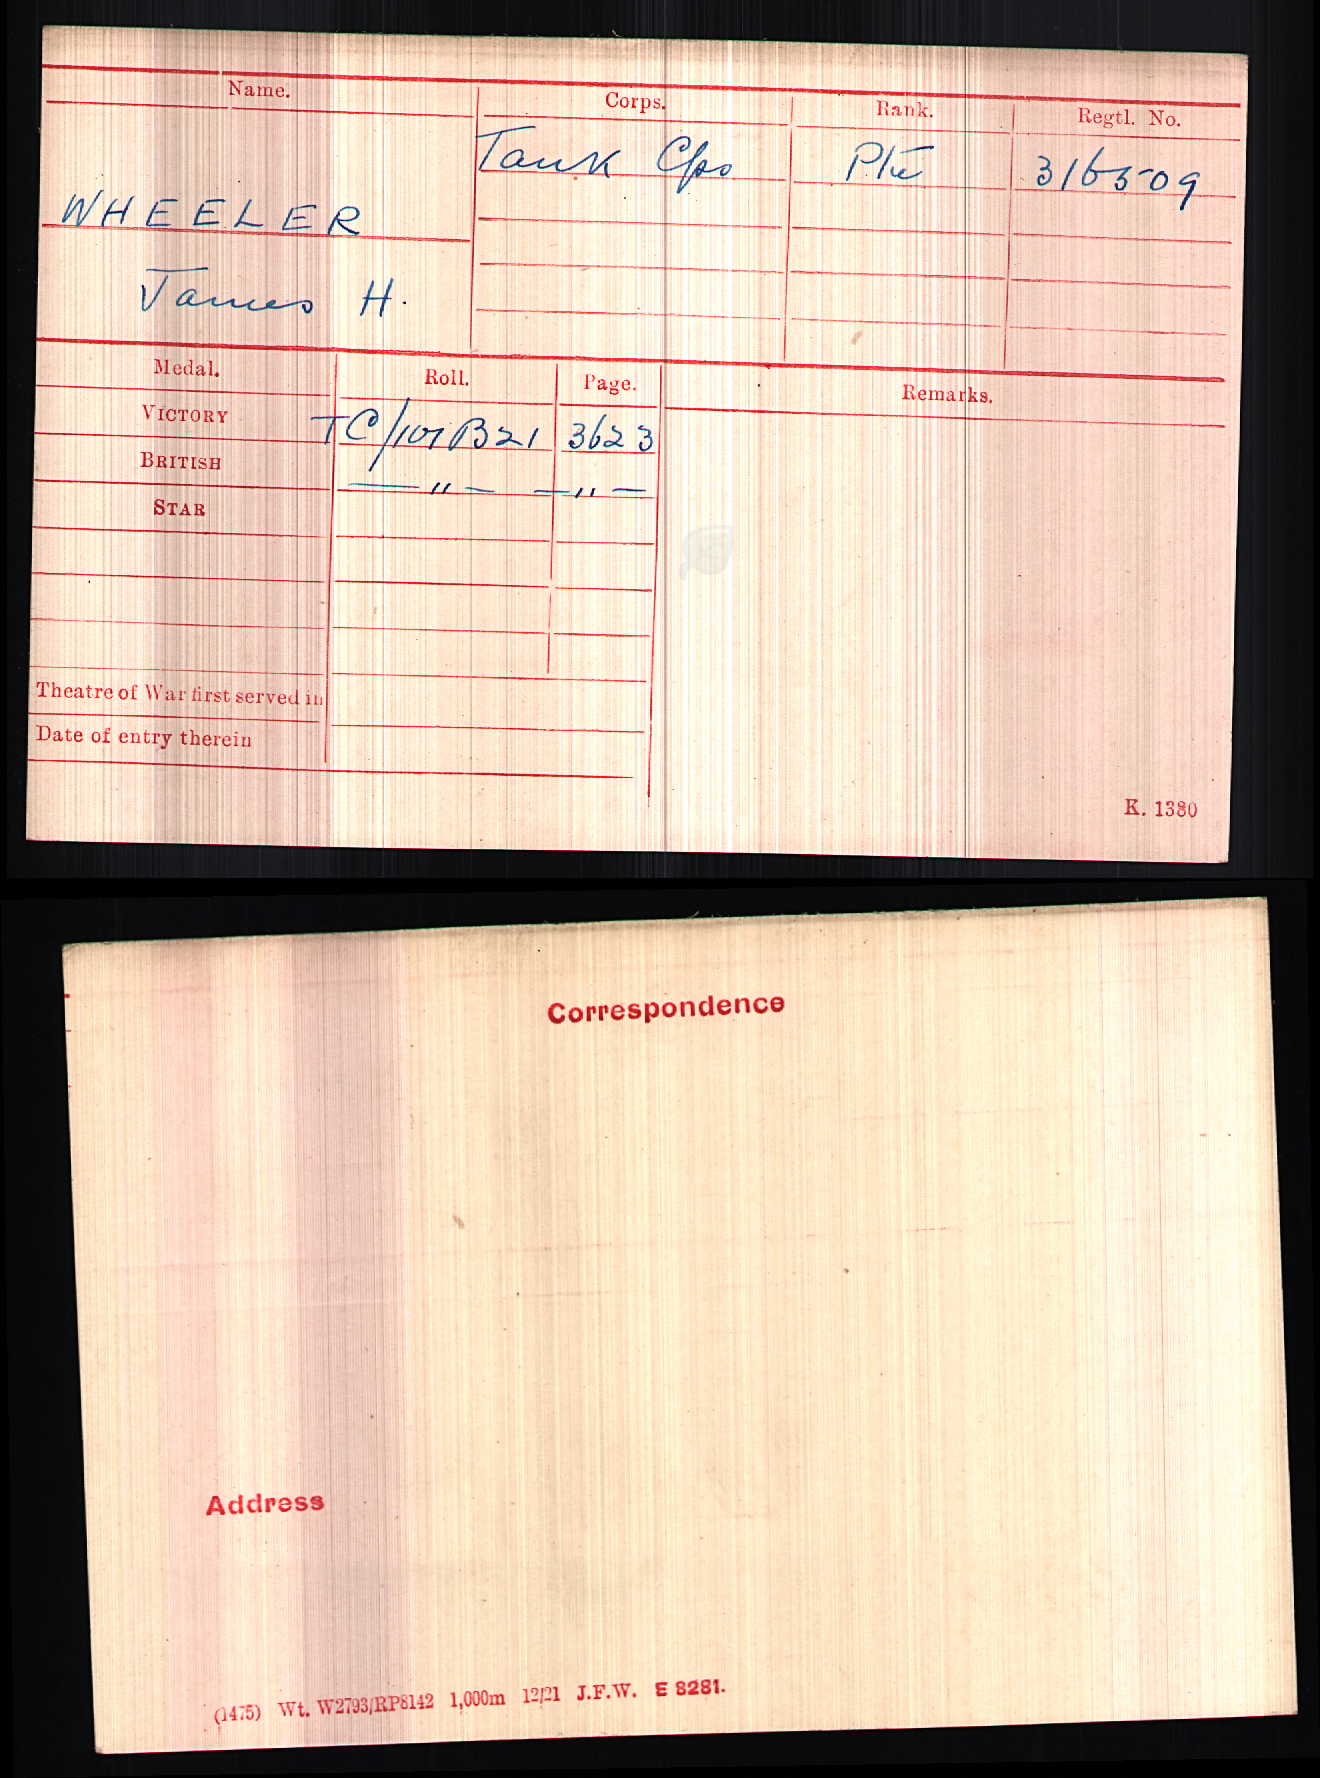 Name. Corps. Rank. Regtl. No.
Tank Cps Pte 316509
WHEELER
James H.
Medal. Roll. Page. Remarks.
VICTORY TC/101B21 3623
BRITISH — " — — " —
STAR
Theatre of War first served in
Date of entry therein
K. 1380
Correspondence
Address
(1475) Wt. W2793/RP8142 1,000m 12/21 J.F.W. E 8281.